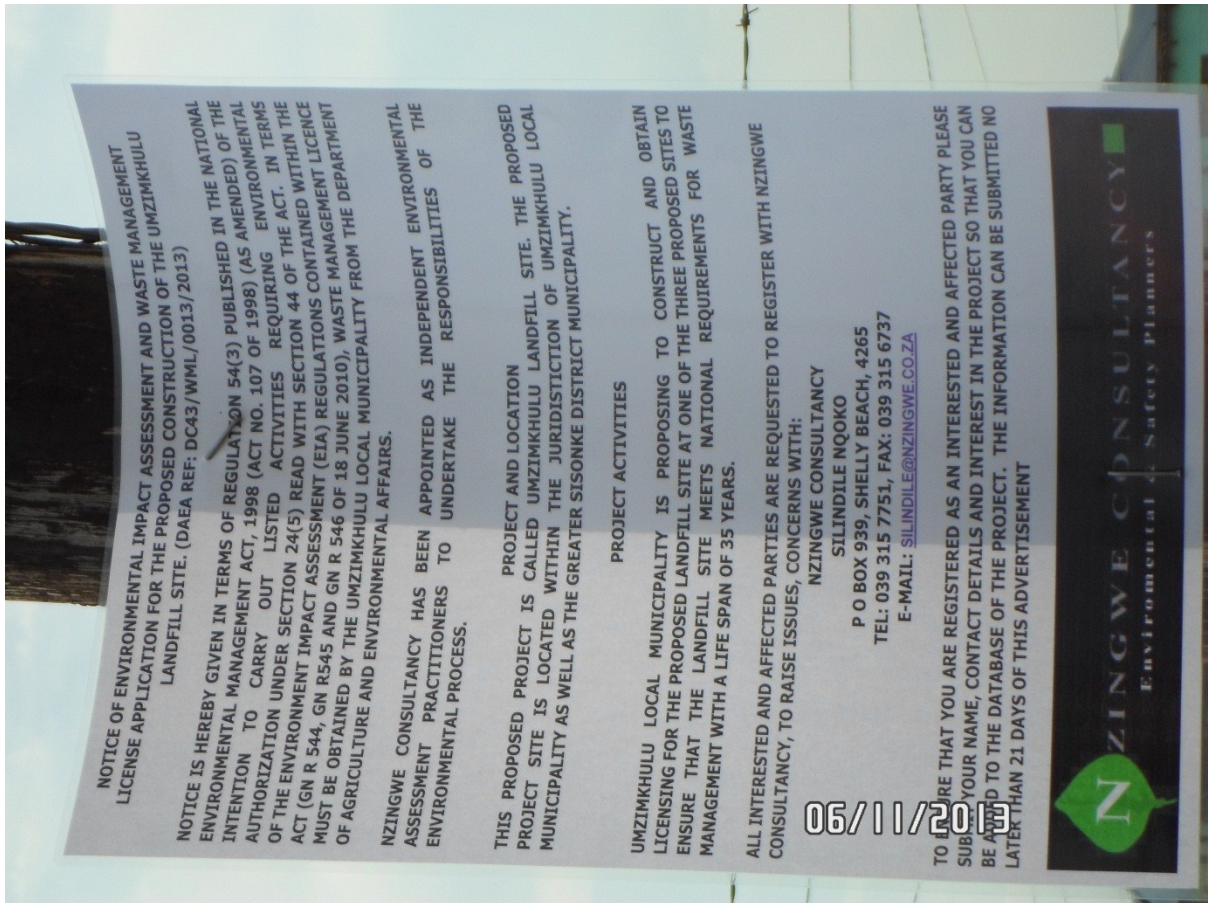 NOTICE OF ENVIRONMENTAL IMPACT ASSESSMENT AND WASTE MANAGEMENT
LICENSE APPLICATION FOR THE PROPOSED CONSTRUCTION OF THE UMZIMKHULU
LANDFILL SITE. (DAEA REF: DC43/WML/0013/2013)
NOTICE IS HEREBY GIVEN IN TERMS OF REGULATION 54(3) PUBLISHED IN THE NATIONAL
ENVIRONMENTAL MANAGEMENT ACT, 1998 (ACT NO. 107 OF 1998) (AS AMENDED) OF THE
INTENTION TO CARRY OUT LISTED ACTIVITIES REQUIRING ENVIRONMENTAL
AUTHORIZATION UNDER SECTION 24(5) READ WITH SECTION 44 OF THE ACT. IN TERMS
OF THE ENVIRONMENT IMPACT ASSESSMENT (EIA) REGULATIONS CONTAINED WITHIN THE
ACT (GN R 544, GN R545 AND GN R 546 OF 18 JUNE 2010), WASTE MANAGEMENT LICENCE
MUST BE OBTAINED BY THE UMZIMKHULU LOCAL MUNICIPALITY FROM THE DEPARTMENT
OF AGRICULTURE AND ENVIRONMENTAL AFFAIRS.
NZINGWE CONSULTANCY HAS BEEN APPOINTED AS INDEPENDENT ENVIRONMENTAL
ASSESSMENT PRACTITIONERS TO UNDERTAKE THE RESPONSIBILITIES OF THE
ENVIRONMENTAL PROCESS.
PROJECT AND LOCATION
THIS PROPOSED PROJECT IS CALLED UMZIMKHULU LANDFILL SITE. THE PROPOSED
PROJECT SITE IS LOCATED WITHIN THE JURIDISTICTION OF UMZIMKHULU LOCAL
MUNICIPALITY AS WELL AS THE GREATER SISONKE DISTRICT MUNICIPALITY.
PROJECT ACTIVITIES
UMZIMKHULU LOCAL MUNICIPALITY IS PROPOSING TO CONSTRUCT AND OBTAIN
LICENSING FOR THE PROPOSED LANDFILL SITE AT ONE OF THE THREE PROPOSED SITES TO
ENSURE THAT THE LANDFILL SITE MEETS NATIONAL REQUIREMENTS FOR WASTE
MANAGEMENT WITH A LIFE SPAN OF 35 YEARS.
ALL INTERESTED AND AFFECTED PARTIES ARE REQUESTED TO REGISTER WITH NZINGWE
CONSULTANCY, TO RAISE ISSUES, CONCERNS WITH:
NZINGWE CONSULTANCY
SILINDILE NQOKO
P O BOX 939, SHELLY BEACH, 4265
TEL: 039 315 7751, FAX: 039 315 6737
E-MAIL: SILINDILE@NZINGWE.CO.ZA
TO ENSURE THAT YOU ARE REGISTERED AS AN INTERESTED AND AFFECTED PARTY PLEASE
SUBMIT YOUR NAME, CONTACT DETAILS AND INTEREST IN THE PROJECT SO THAT YOU CAN
BE ADDED TO THE DATABASE OF THE PROJECT. THE INFORMATION CAN BE SUBMITTED NO
LATER THAN 21 DAYS OF THIS ADVERTISEMENT
N
NZINGWE CONSULTANCY
Enviromental & Safety Planners
06/11/2013